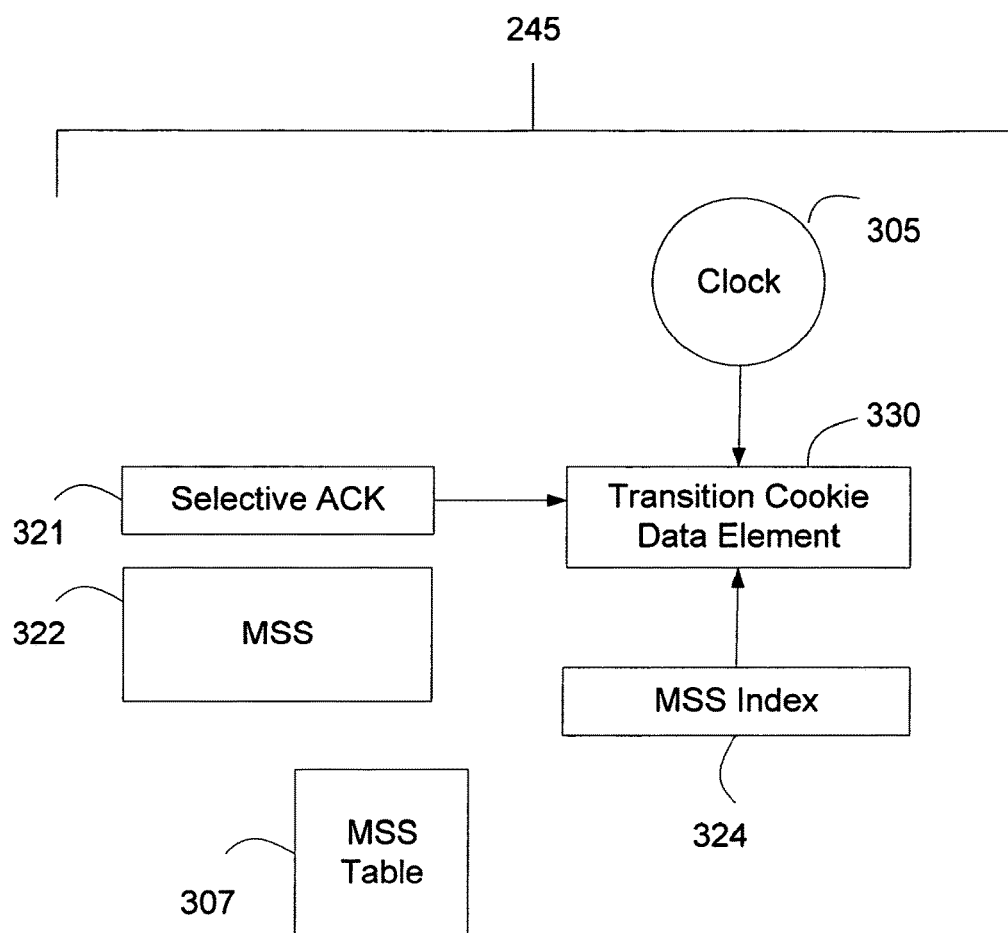 245
305
Clock
330
Selective ACK
Transition Cookie
Data Element
321
322
MSS
MSS Index
324
MSS
Table
307